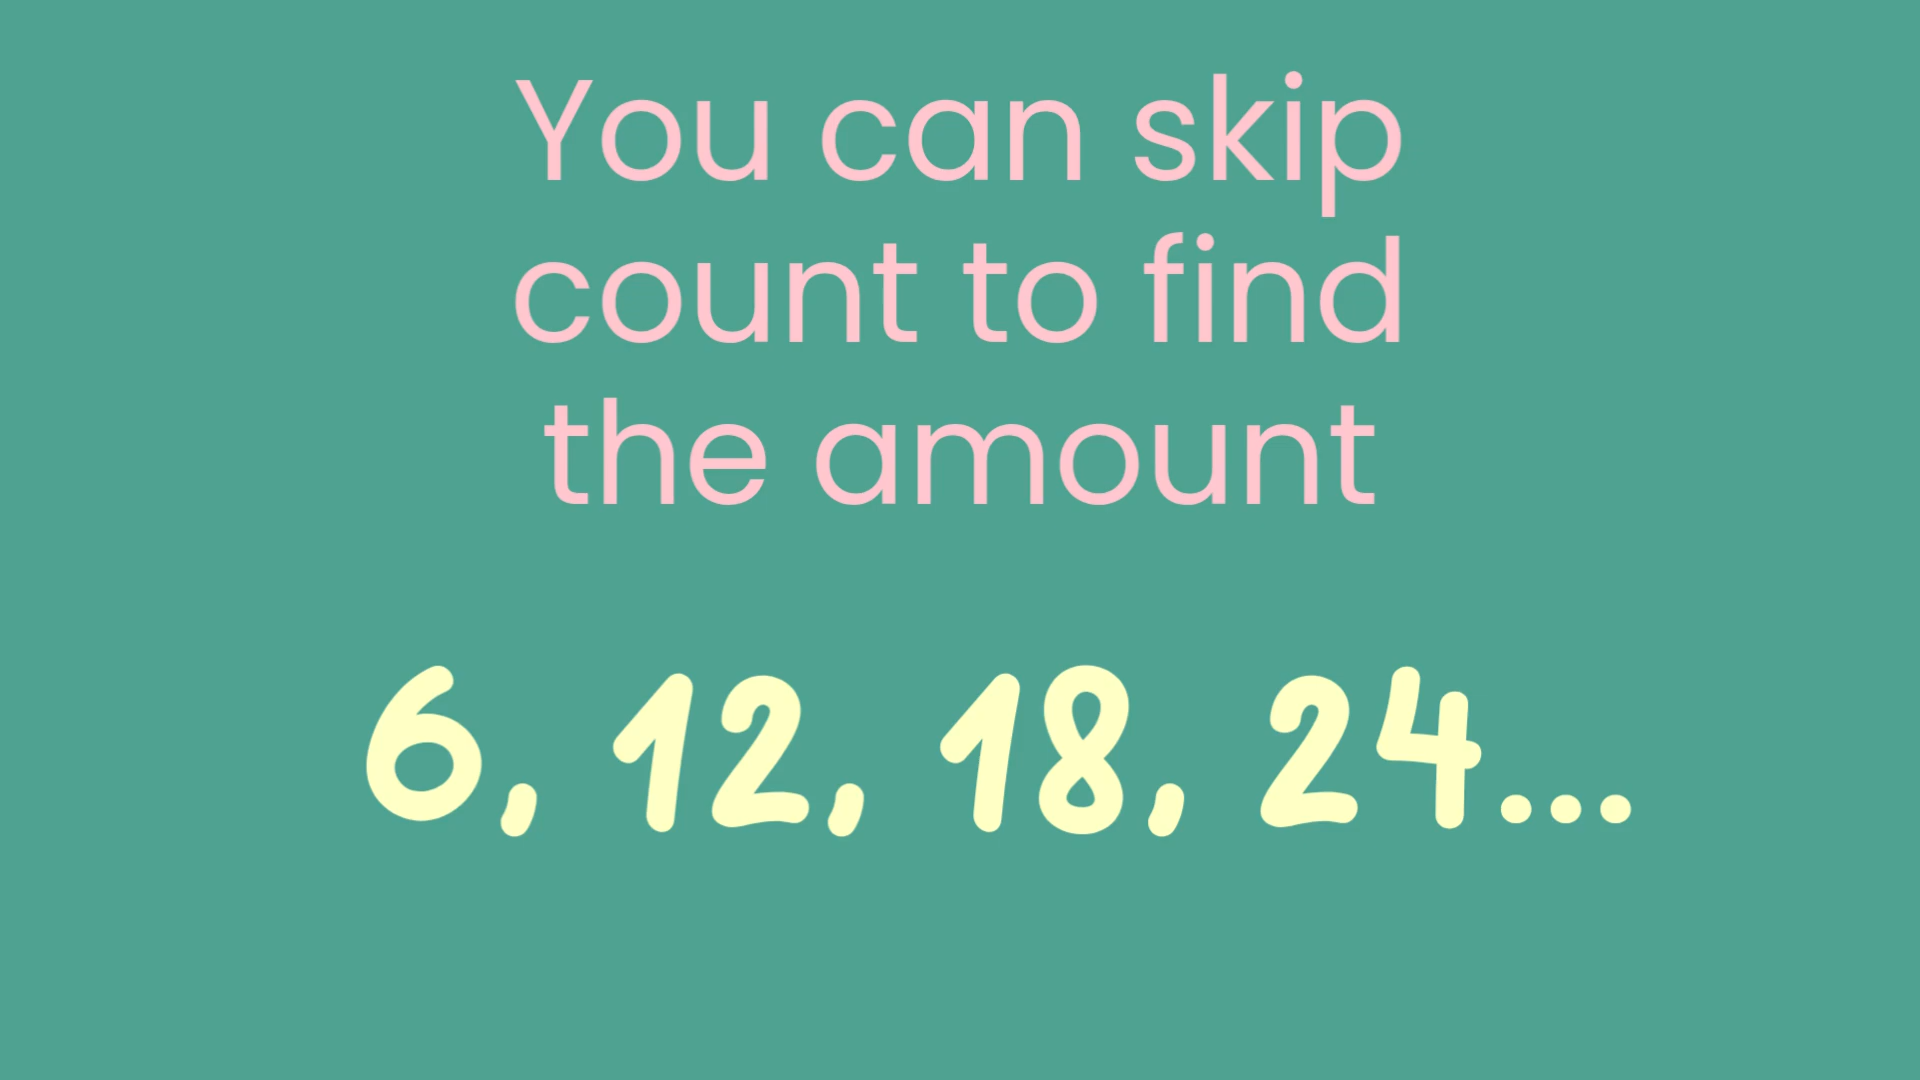 You can skip
count to find
the amount
6, 12, 18, 24...